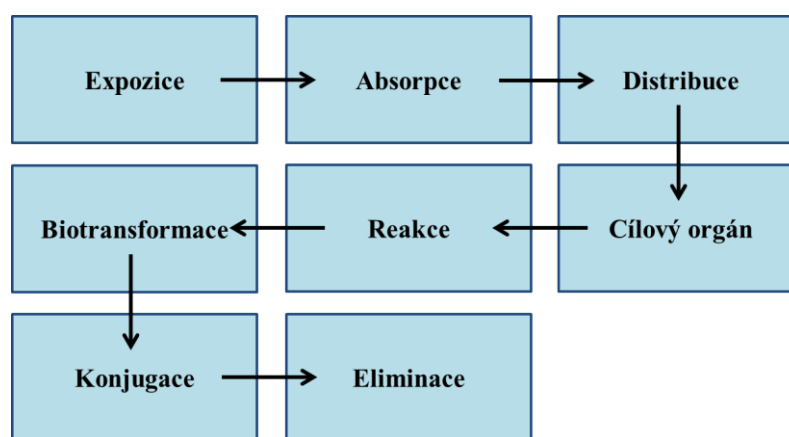 Expozice
Absorpce
Distribuce
Cílový orgán
Reakce
Biotransformace
Konjugace
Eliminace